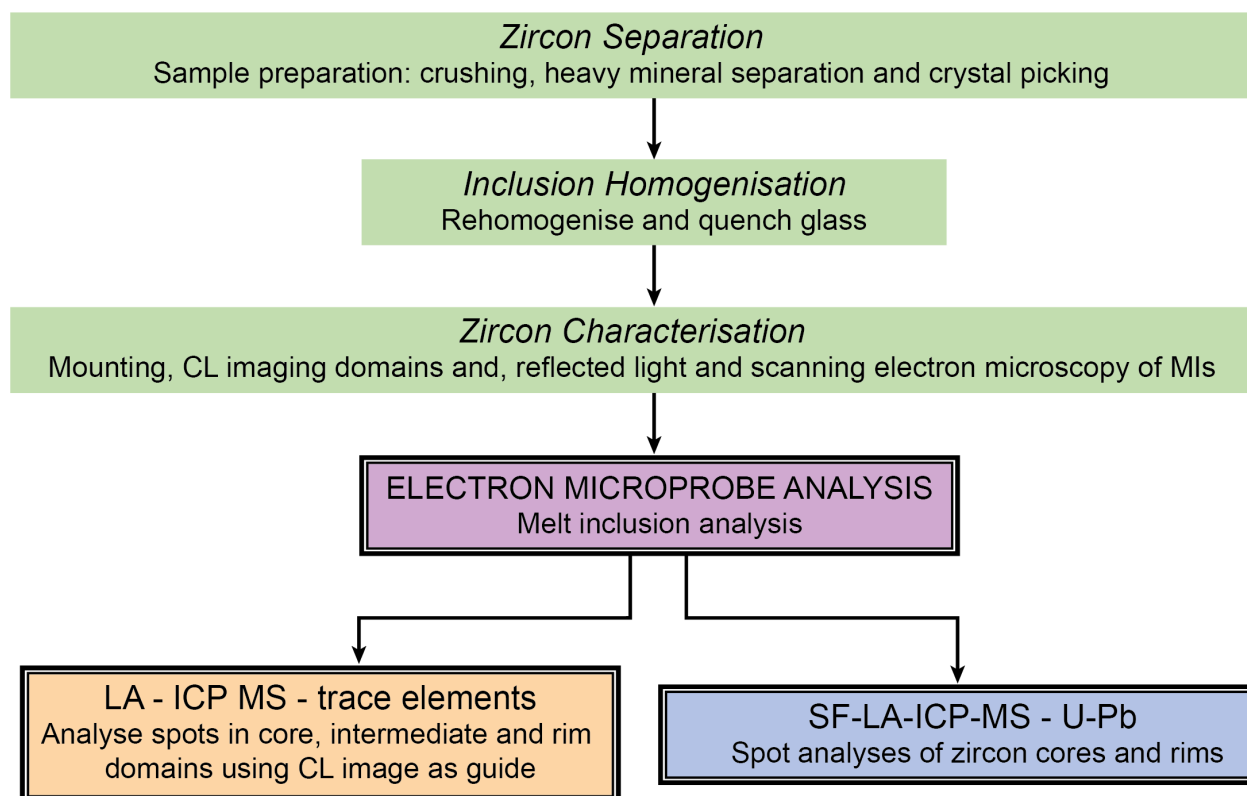 Zircon Separation
Sample preparation: crushing, heavy mineral separation and crystal picking
Inclusion Homogenisation
Rehomogenise and quench glass
Zircon Characterisation
Mounting, CL imaging domains and, reflected light and scanning electron microscopy of MIs
ELECTRON MICROPROBE ANALYSIS
Melt inclusion analysis
LA - ICP MS - trace elements
Analyse spots in core, intermediate and rim
domains using CL image as guide
SF-LA-ICP-MS - U-Pb
Spot analyses of zircon cores and rims